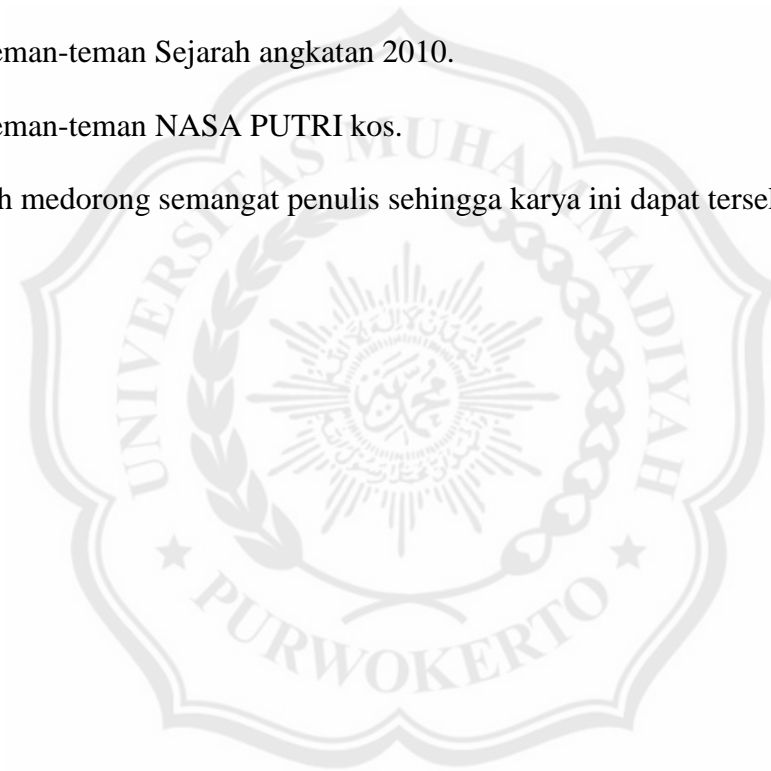 eman-teman Sejarah angkatan 2010.
eman-teman NASA PUTRI kos.
h medorong semangat penulis sehingga karya ini dapat tersel
UNIVERSITAS MUHAMMADIYAH
PURWOKERTO